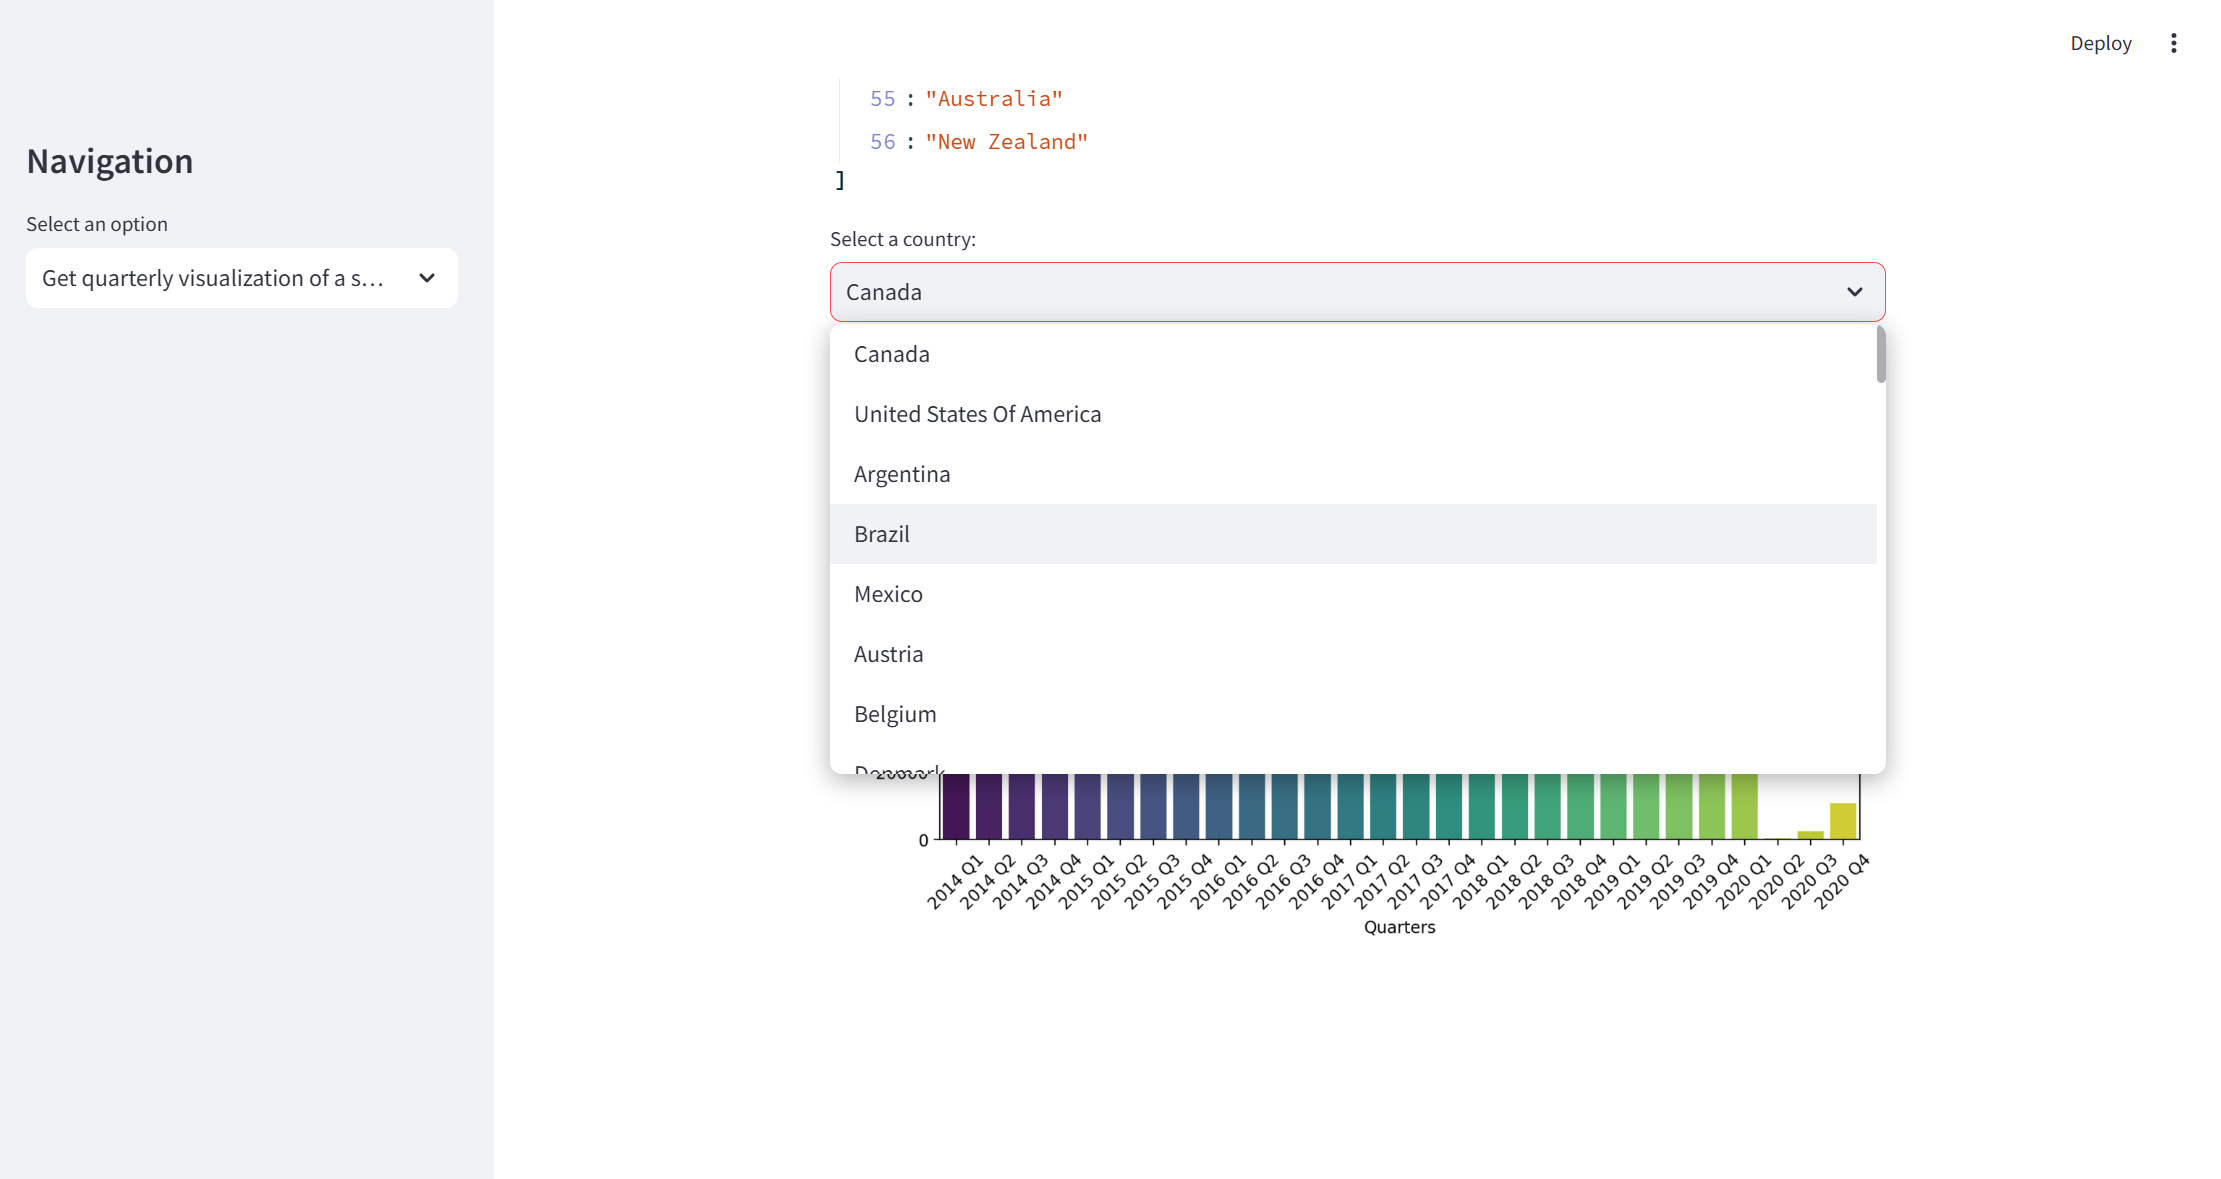 Deploy
55 : "Australia"
56 : "New Zealand"
]
Navigation
Select an option
Get quarterly visualization of a s...
Select a country:
Canada
Canada
United States Of America
Argentina
Brazil
Mexico
Austria
Belgium
Denmark
0
2014 Q1
2014 Q2
2014 Q3
2014 Q4
2015 Q1
2015 Q2
2015 Q3
2015 Q4
2016 Q1
2016 Q2
2016 Q3
2016 Q4
2017 Q1
2017 Q2
2017 Q3
2017 Q4
2018 Q1
2018 Q2
2018 Q3
2018 Q4
2019 Q1
2019 Q2
2019 Q3
2019 Q4
2020 Q1
2020 Q2
2020 Q3
2020 Q4
Quarters